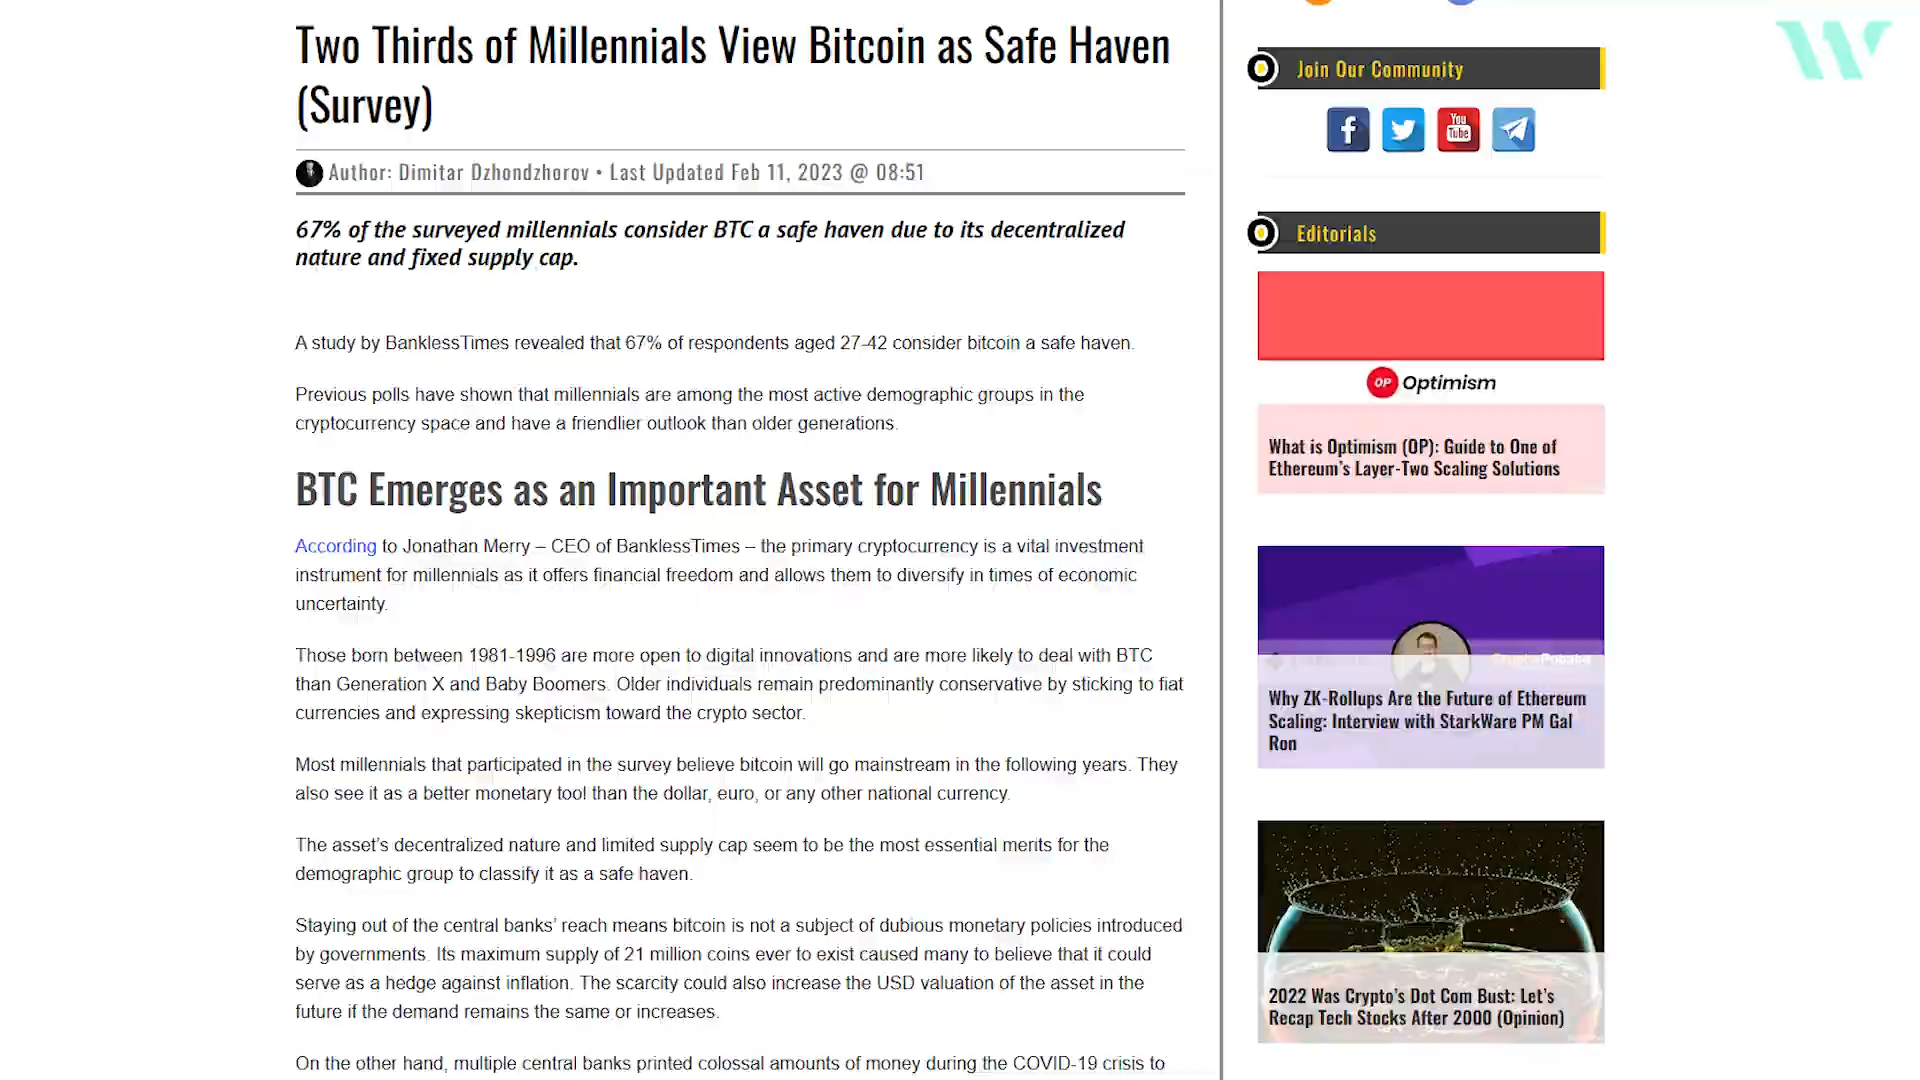 Two Thirds of Millennials View Bitcoin as Safe Haven
(Survey)
Author: Dimitar Dzhondzhorov • Last Updated Feb 11, 2023 @ 08:51
67% of the surveyed millennials consider BTC a safe haven due to its decentralized
nature and fixed supply cap.
A study by BanklessTimes revealed that 67% of respondents aged 27-42 consider bitcoin a safe haven.
Previous polls have shown that millennials are among the most active demographic groups in the
cryptocurrency space and have a friendlier outlook than older generations.
BTC Emerges as an Important Asset for Millennials
According to Jonathan Merry – CEO of BanklessTimes – the primary cryptocurrency is a vital investment
instrument for millennials as it offers financial freedom and allows them to diversify in times of economic
uncertainty.
Those born between 1981-1996 are more open to digital innovations and are more likely to deal with BTC
than Generation X and Baby Boomers. Older individuals remain predominantly conservative by sticking to fiat
currencies and expressing skepticism toward the crypto sector.
Most millennials that participated in the survey believe bitcoin will go mainstream in the following years. They
also see it as a better monetary tool than the dollar, euro, or any other national currency.
The asset’s decentralized nature and limited supply cap seem to be the most essential merits for the
demographic group to classify it as a safe haven.
Staying out of the central banks’ reach means bitcoin is not a subject of dubious monetary policies introduced
by governments. Its maximum supply of 21 million coins ever to exist caused many to believe that it could
serve as a hedge against inflation. The scarcity could also increase the USD valuation of the asset in the
future if the demand remains the same or increases.
On the other hand, multiple central banks printed colossal amounts of money during the COVID-19 crisis to
Join Our Community
You
Tube
Editorials
OP Optimism
What is Optimism (OP): Guide to One of
Ethereum’s Layer-Two Scaling Solutions
Why ZK-Rollups Are the Future of Ethereum
Scaling: Interview with StarkWare PM Gal
Ron
2022 Was Crypto’s Dot Com Bust: Let’s
Recap Tech Stocks After 2000 (Opinion)
W